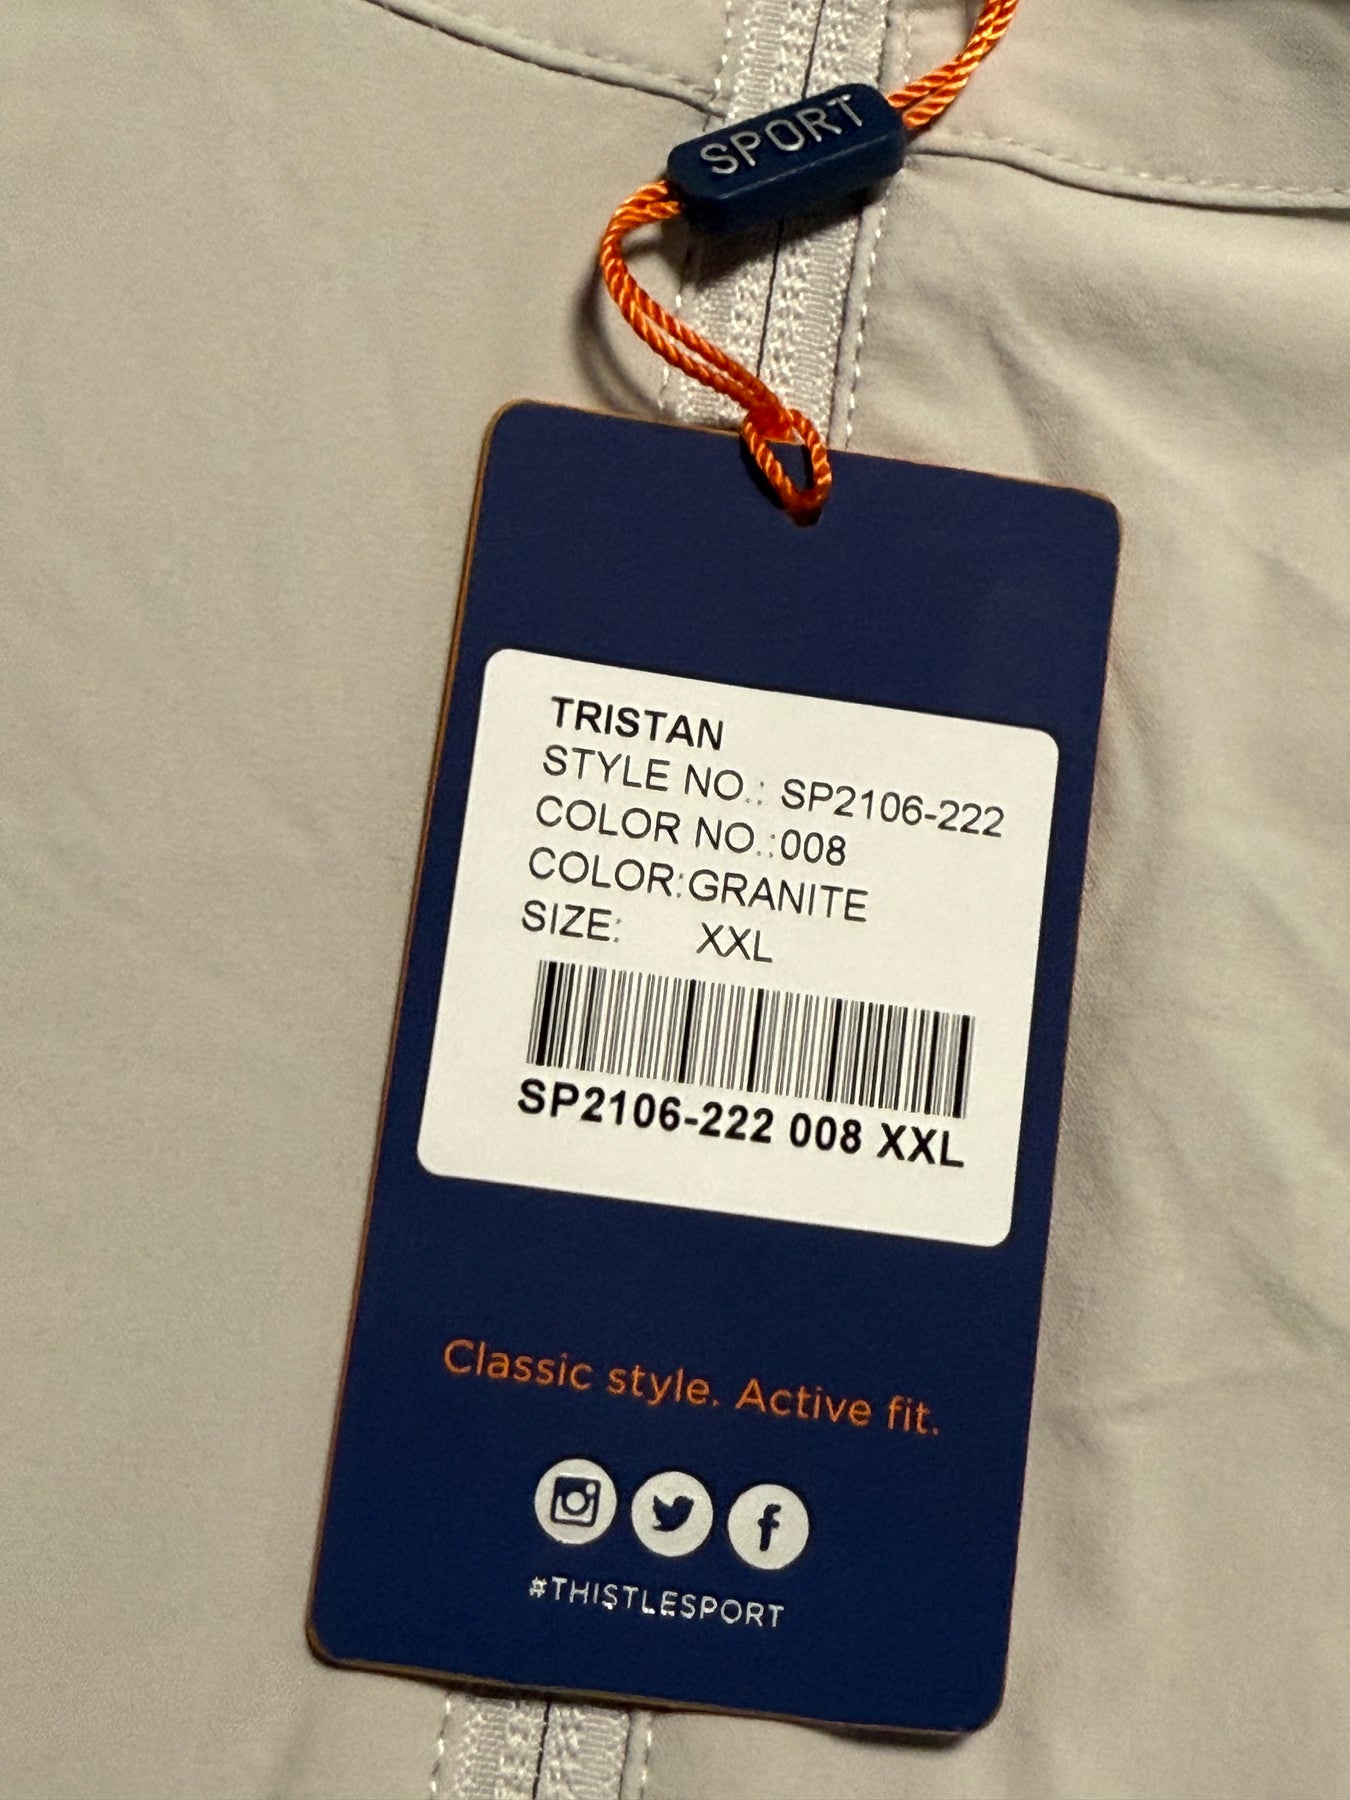 SPORT
TRISTAN
STYLE NO.: SP2106-222
COLOR NO.:008
COLOR:GRANITE
SIZE: XXL
SP2106-222 008 XXL
Classic style. Active fit.
#THISTLESPORT